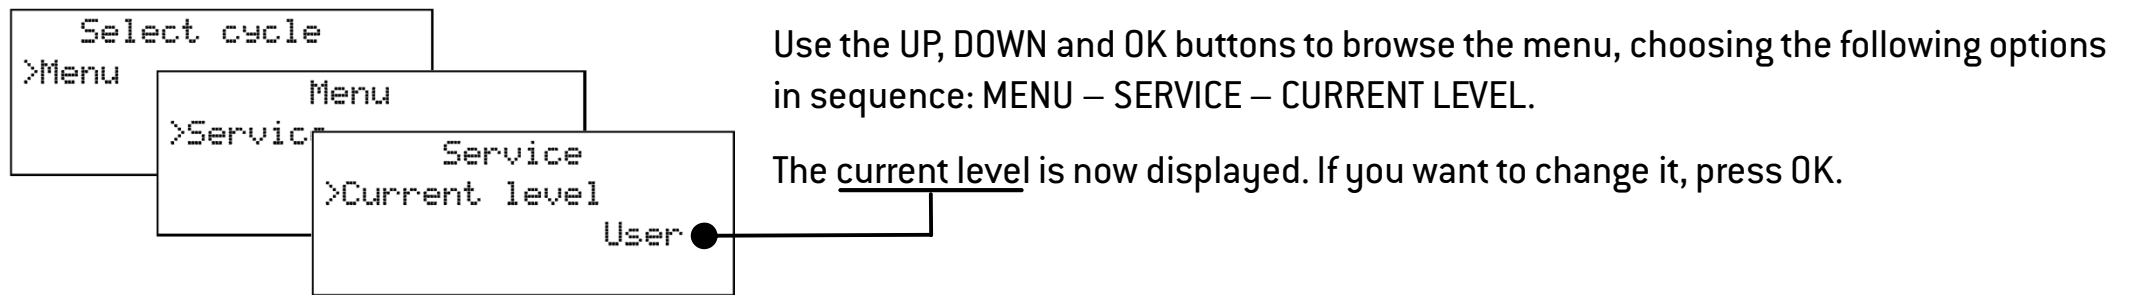 Select cycle
>Menu
Menu
>Service
Service
>Current level
User
Use the UP, DOWN and OK buttons to browse the menu, choosing the following options
in sequence: MENU – SERVICE – CURRENT LEVEL.
The current level is now displayed. If you want to change it, press OK.